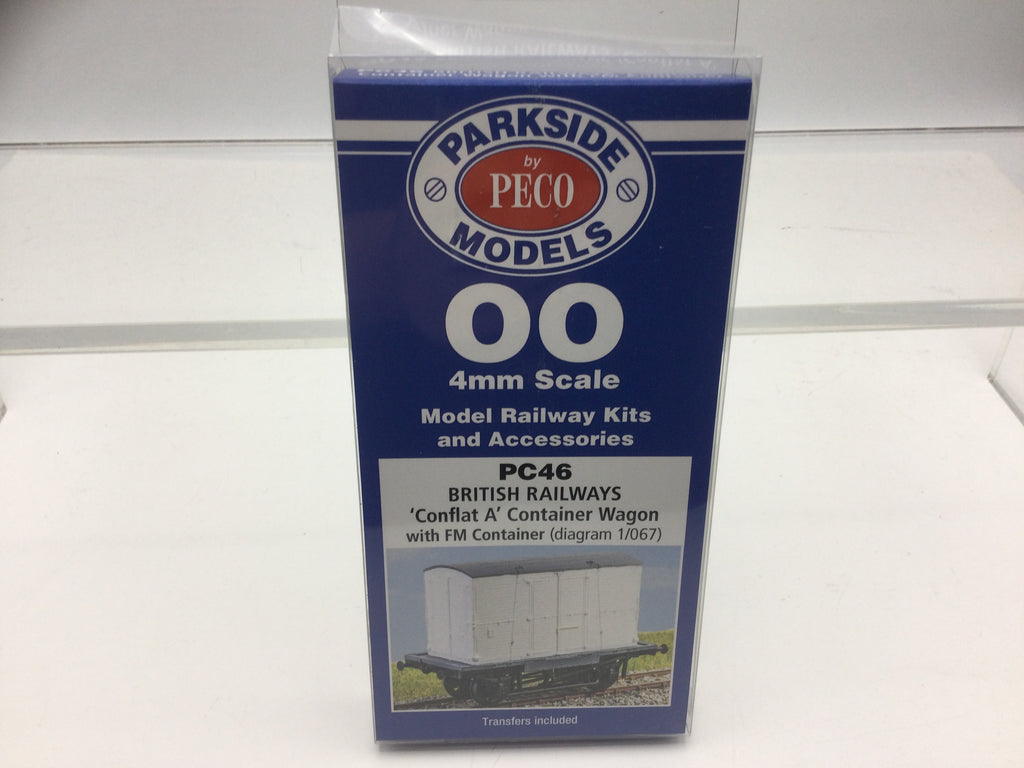 PARKSIDE
by
PECO
MODELS
OO
4mm Scale
Model Railway Kits
and Accessories
PC46
BRITISH RAILWAYS
‘Conflat A’ Container Wagon
with FM Container (diagram 1/067)
Transfers included